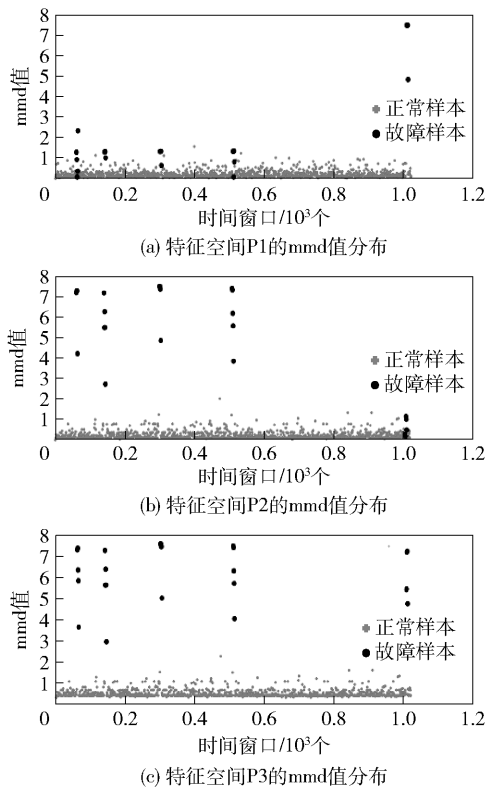 8
7
6
5
4
3
2
1
mmd值
正常样本
故障样本
0 0.2 0.4 0.6 0.8 1.0 1.2
时间窗口/10³个
(a) 特征空间P1的mmd值分布
8
7
6
5
4
3
2
1
mmd值
正常样本
故障样本
0 0.2 0.4 0.6 0.8 1.0 1.2
时间窗口/10³个
(b) 特征空间P2的mmd值分布
8
7
6
5
4
3
2
1
mmd值
正常样本
故障样本
0 0.2 0.4 0.6 0.8 1.0 1.2
时间窗口/10³个
(c) 特征空间P3的mmd值分布